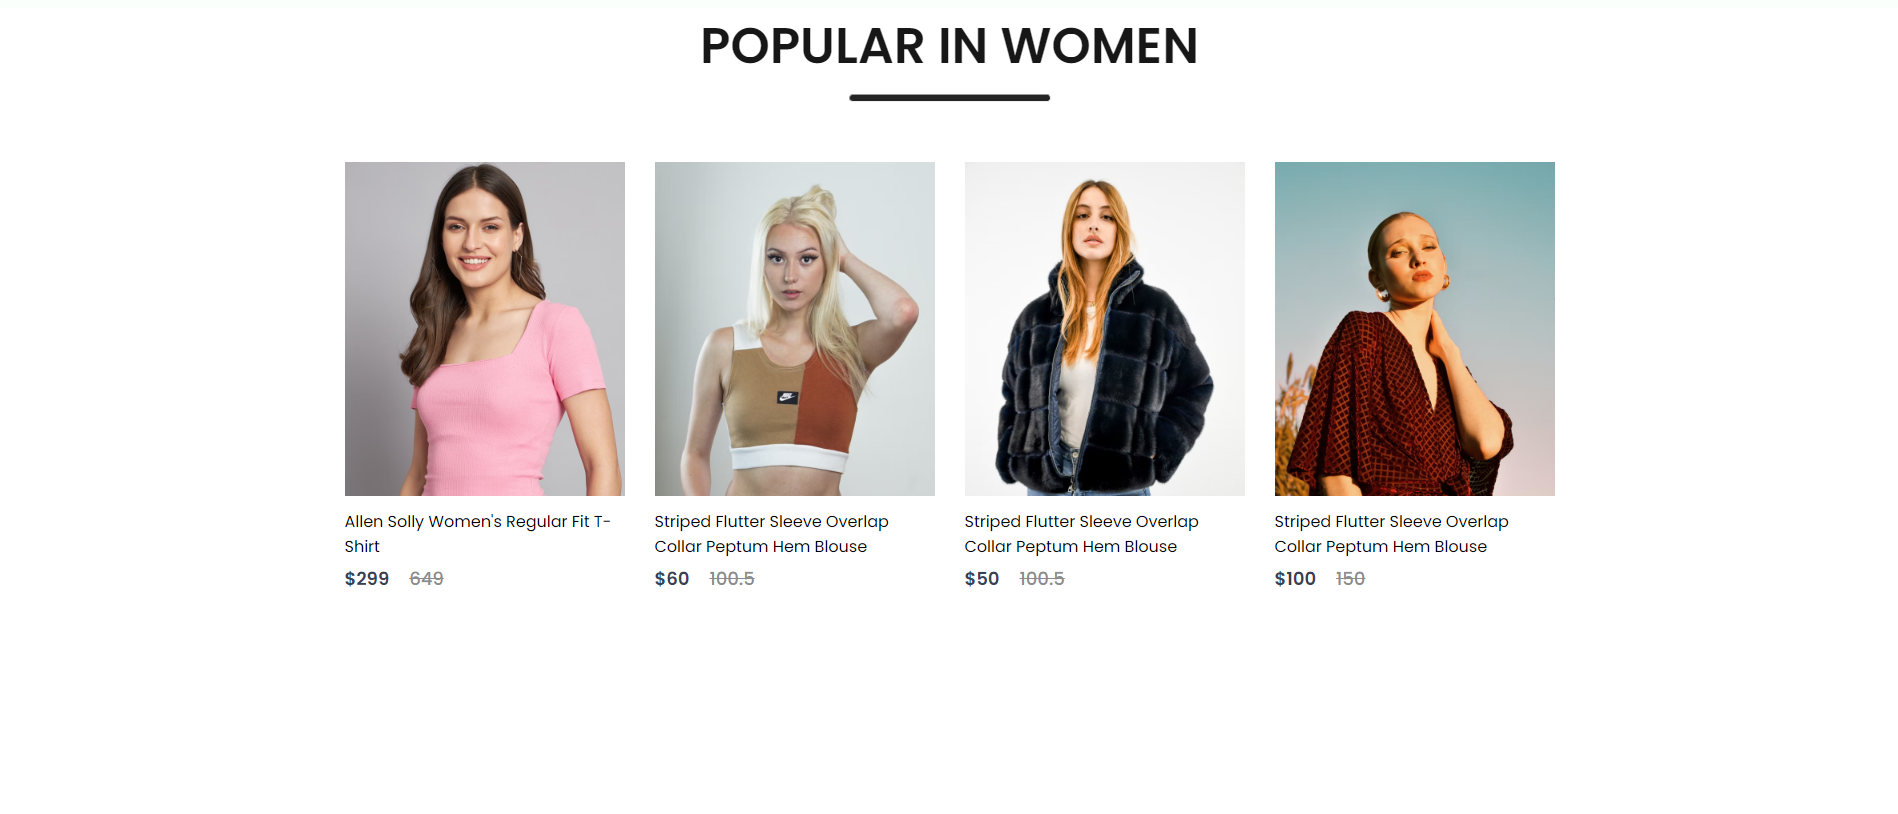 POPULAR IN WOMEN
Allen Solly Women's Regular Fit T-
Shirt
$299 649
Striped Flutter Sleeve Overlap
Collar Peptum Hem Blouse
$60 100.5
Striped Flutter Sleeve Overlap
Collar Peptum Hem Blouse
$50 100.5
Striped Flutter Sleeve Overlap
Collar Peptum Hem Blouse
$100 150